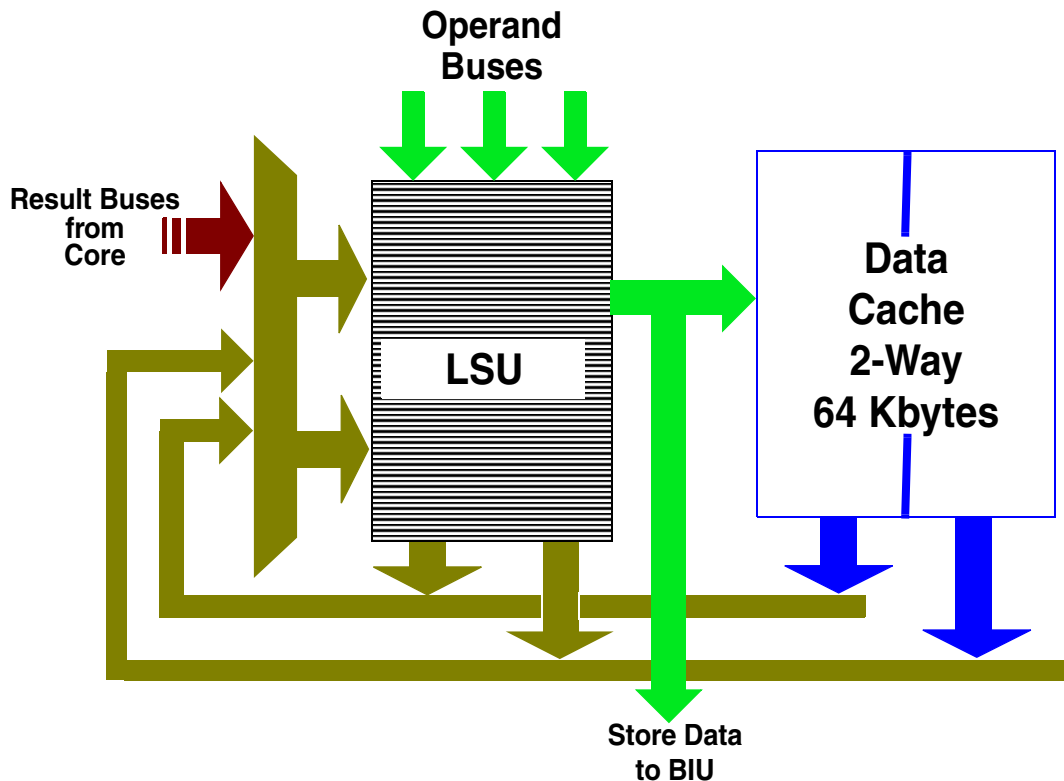 Operand
Buses
Result Buses
from
Core
LSU
Data
Cache
2-Way
64 Kbytes
Store Data
to BIU